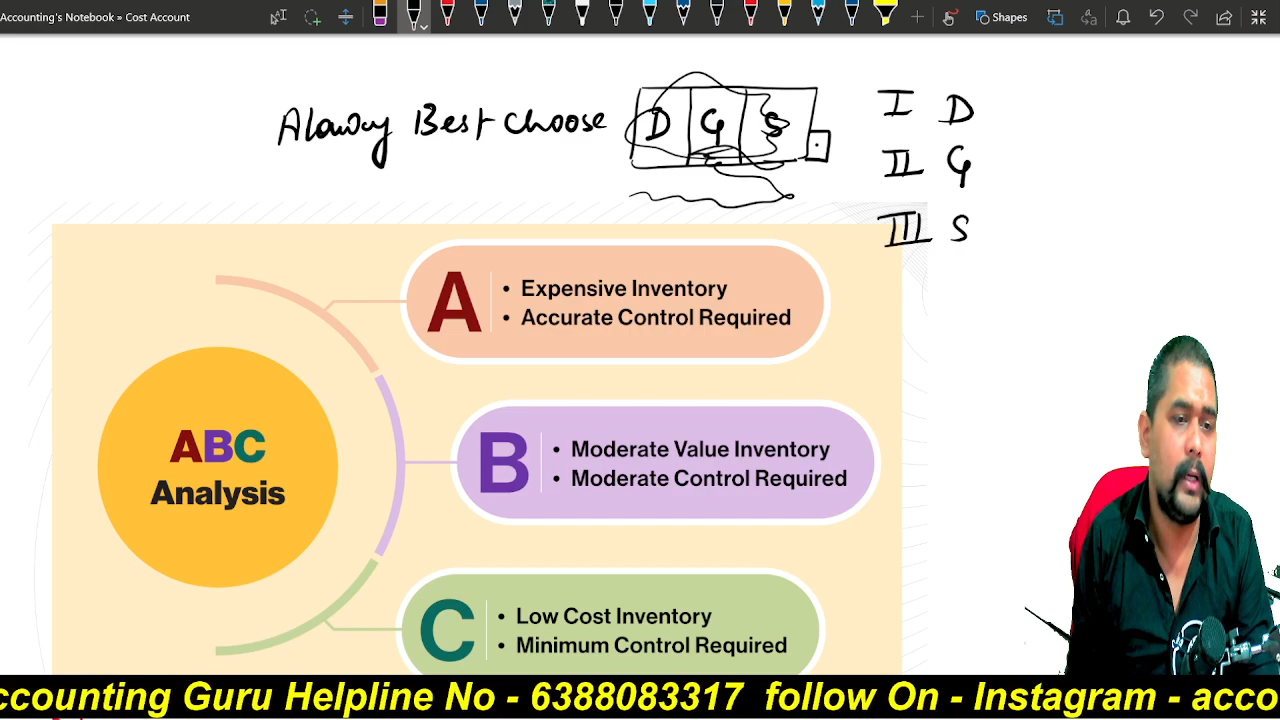 Accounting's Notebook » Cost Account
Shapes
Alaway Best choose D G S
I D
II G
III S
ABC
Analysis
A
• Expensive Inventory
• Accurate Control Required
B
• Moderate Value Inventory
• Moderate Control Required
C
• Low Cost Inventory
• Minimum Control Required
ccounting Guru Helpline No - 6388083317 follow On - Instagram - acco